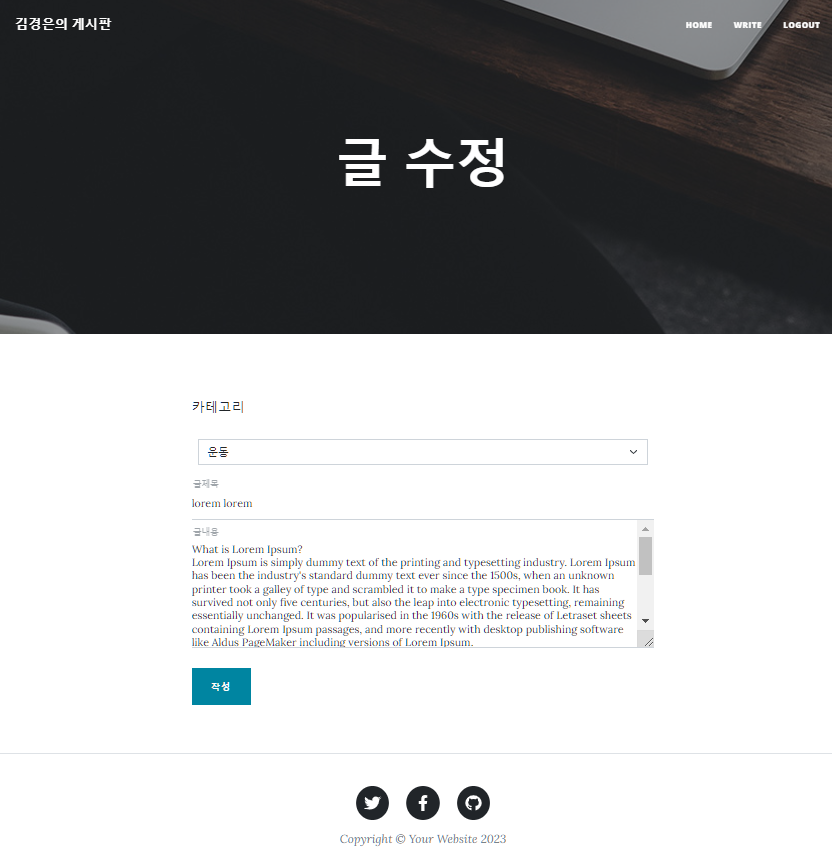 김경은의 게시판
HOME WRITE LOGOUT
글 수정
카테고리
운동
글제목
lorem lorem
글내용
What is Lorem Ipsum?
Lorem Ipsum is simply dummy text of the printing and typesetting industry. Lorem Ipsum
has been the industry's standard dummy text ever since the 1500s, when an unknown
printer took a galley of type and scrambled it to make a type specimen book. It has
survived not only five centuries, but also the leap into electronic typesetting, remaining
essentially unchanged. It was popularised in the 1960s with the release of Letraset sheets
containing Lorem Ipsum passages, and more recently with desktop publishing software
like Aldus PageMaker including versions of Lorem Ipsum.
작성
Copyright © Your Website 2023